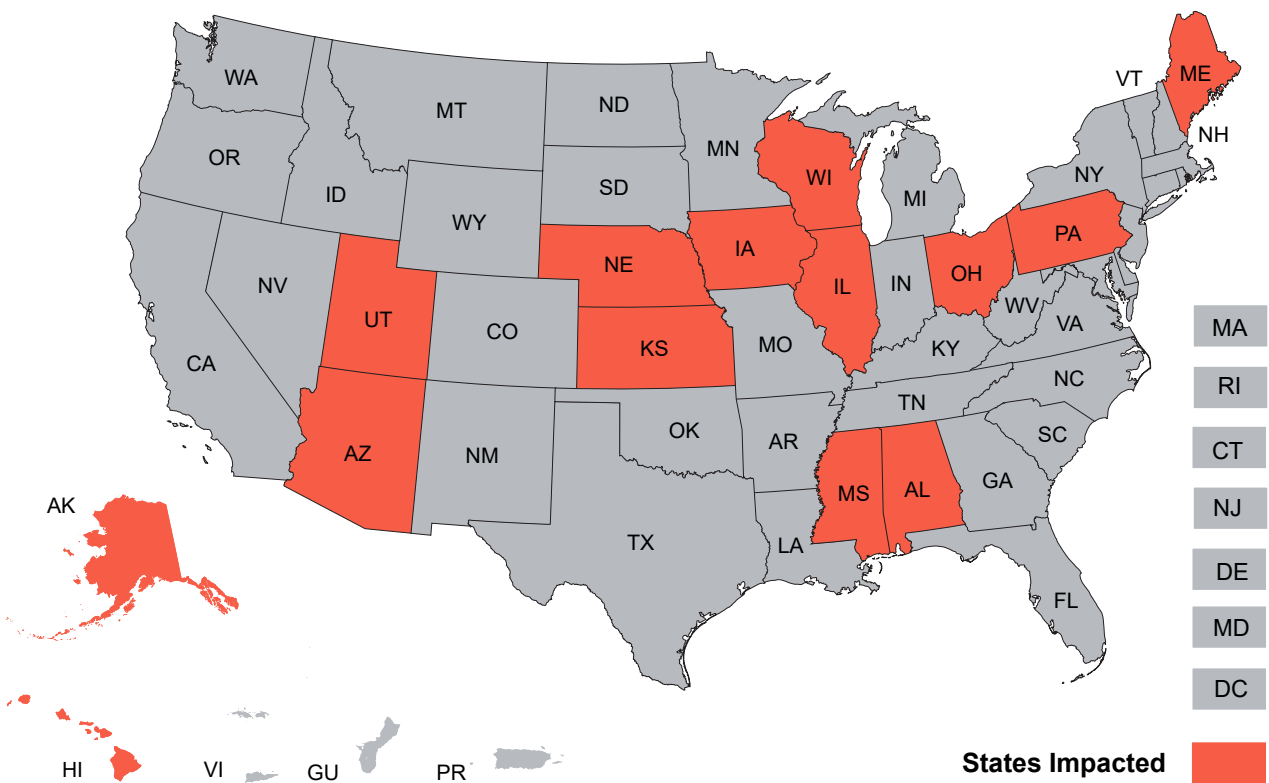 WA
MT
ND
MN
VT
ME
NH
OR
ID
SD
WI
MI
NY
WY
NE
IA
PA
NV
UT
CO
KS
IL
IN
OH
WV
VA
MO
KY
CA
AZ
NM
OK
AR
TN
NC
SC
MS
AL
GA
TX
LA
FL
AK
HI
VI
GU
PR
MA
RI
CT
NJ
DE
MD
DC
States Impacted